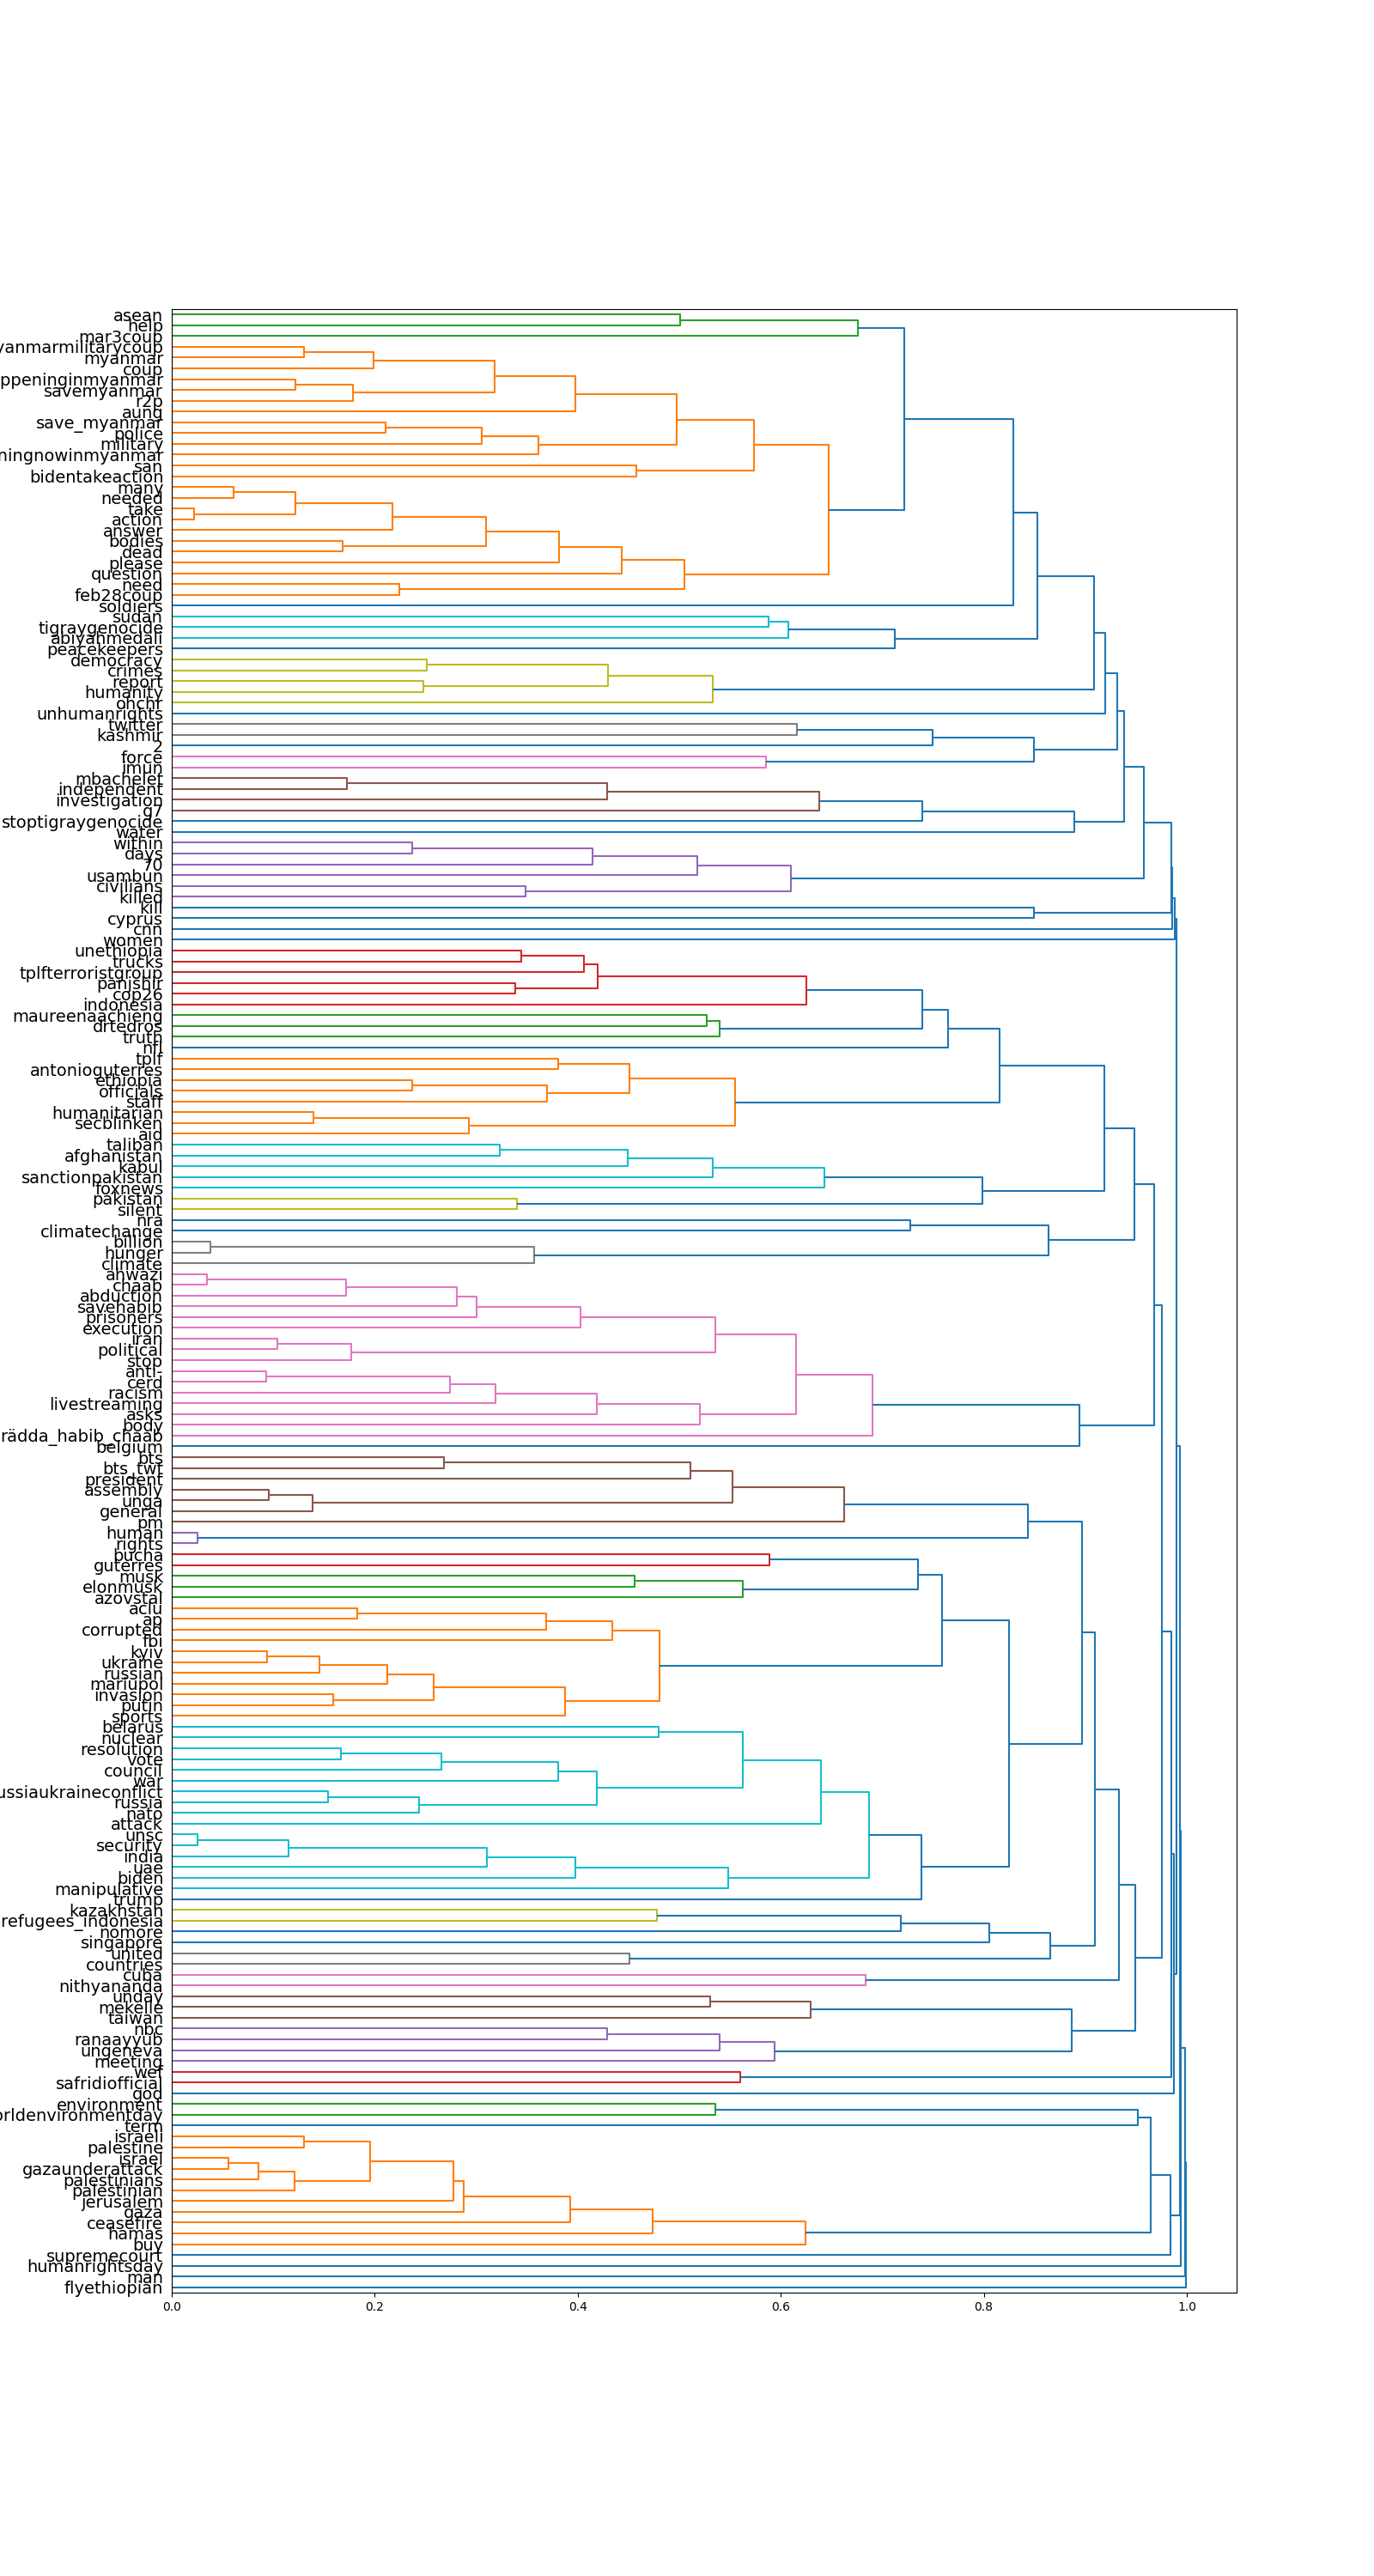 asean
help
mar3coup
yanmarmilitarycoup
myanmar
coup
ppeninginmyanmar
savemyanmar
r2p
aung
save_myanmar
police
military
ningnowinmyanmar
san
bidentakeaction
many
needed
take
action
answer
bodies
dead
please
question
need
feb28coup
soldiers
sudan
tigraygenocide
abiyahmedali
peacekeepers
democracy
crimes
report
humanity
ohchr
unhumanrights
twitter
kashmir
2
force
imun
mbachelet
independent
investigation
g7
stoptigraygenocide
water
within
days
70
usambun
civilians
killed
kill
cyprus
cnn
women
unethiopia
trucks
tplfterroristgroup
panjshir
cop26
indonesia
maureenaachieng
drtedros
truth
nfl
tplf
antonioguterres
ethiopia
officials
staff
humanitarian
secblinken
aid
taliban
afghanistan
kabul
sanctionpakistan
foxnews
pakistan
silent
nra
climatechange
billion
hunger
climate
ahwazi
chaab
abduction
savehabib
prisoners
execution
iran
political
stop
anti-
cerd
racism
livestreaming
asks
body
rädda_habib_chaab
belgium
bts
bts_twt
president
assembly
unga
general
pm
human
rights
bucha
guterres
musk
elonmusk
azovstal
aclu
ap
corrupted
fbi
kyiv
ukraine
russian
mariupol
invasion
putin
sports
belarus
nuclear
resolution
vote
council
war
ussiaukraineconflict
russia
nato
attack
unsc
security
india
uae
biden
manipulative
trump
kazakhstan
refugees_indonesia
nomore
singapore
united
countries
cuba
nithyananda
unday
mekelle
taiwan
nbc
ranaayyub
ungeneva
meeting
wef
safridiofficial
god
environment
orldenvironmentday
term
israeli
palestine
israel
gazaunderattack
palestinians
palestinian
jerusalem
gaza
ceasefire
hamas
buy
supremecourt
humanrightsday
man
flyethiopian
0.0 0.2 0.4 0.6 0.8 1.0